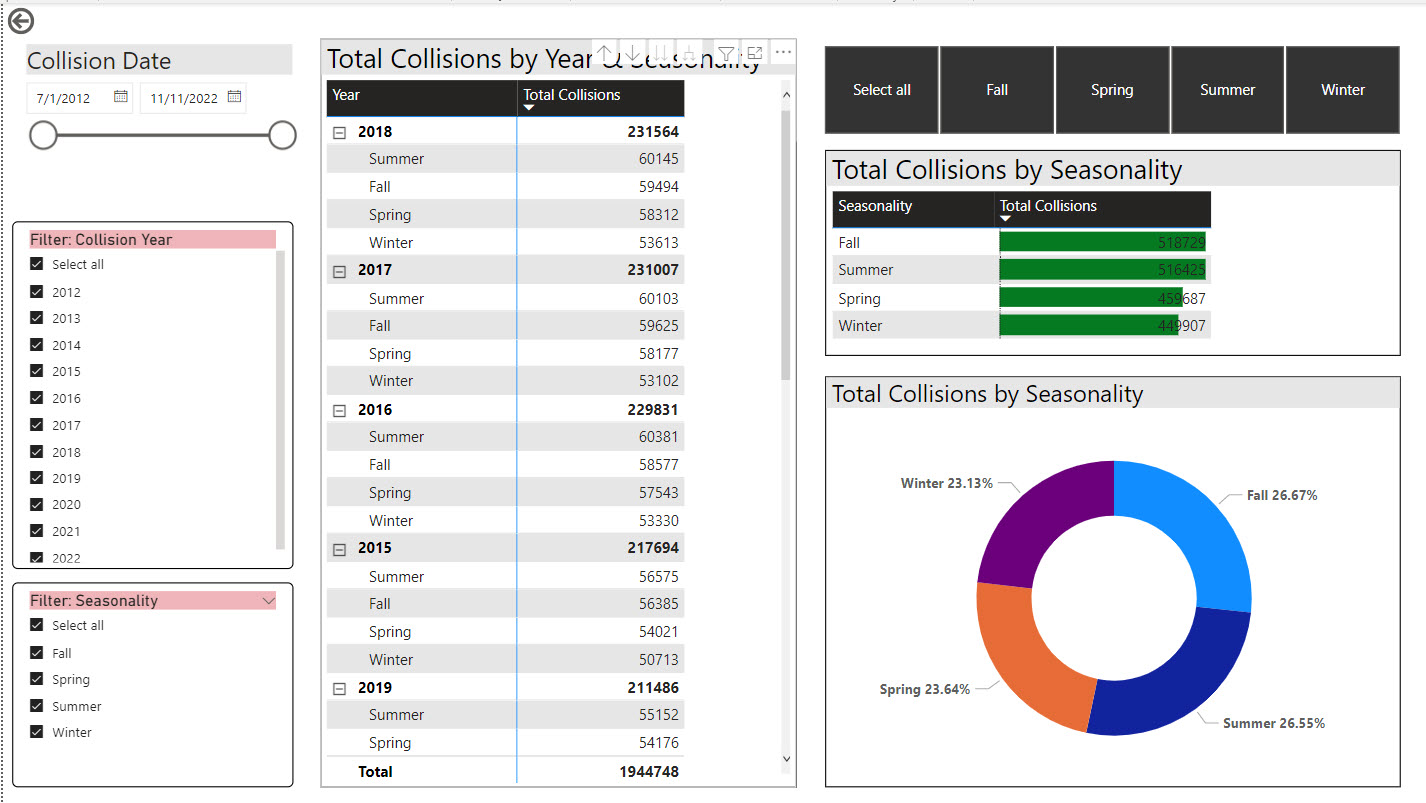 Collision Date
7/1/2012 11/11/2022
Filter: Collision Year
Select all
2012
2013
2014
2015
2016
2017
2018
2019
2020
2021
2022
Filter: Seasonality
Select all
Fall
Spring
Summer
Winter
Total Collisions by Year & Seasonality
Year Total Collisions
2018 231564
Summer 60145
Fall 59494
Spring 58312
Winter 53613
2017 231007
Summer 60103
Fall 59625
Spring 58177
Winter 53102
2016 229831
Summer 60381
Fall 58577
Spring 57543
Winter 53330
2015 217694
Summer 56575
Fall 56385
Spring 54021
Winter 50713
2019 211486
Summer 55152
Spring 54176
Total 1944748
Select all Fall Spring Summer Winter
Total Collisions by Seasonality
Seasonality Total Collisions
Fall 518729
Summer 516425
Spring 459687
Winter 449907
Total Collisions by Seasonality
Winter 23.13%
Fall 26.67%
Spring 23.64%
Summer 26.55%